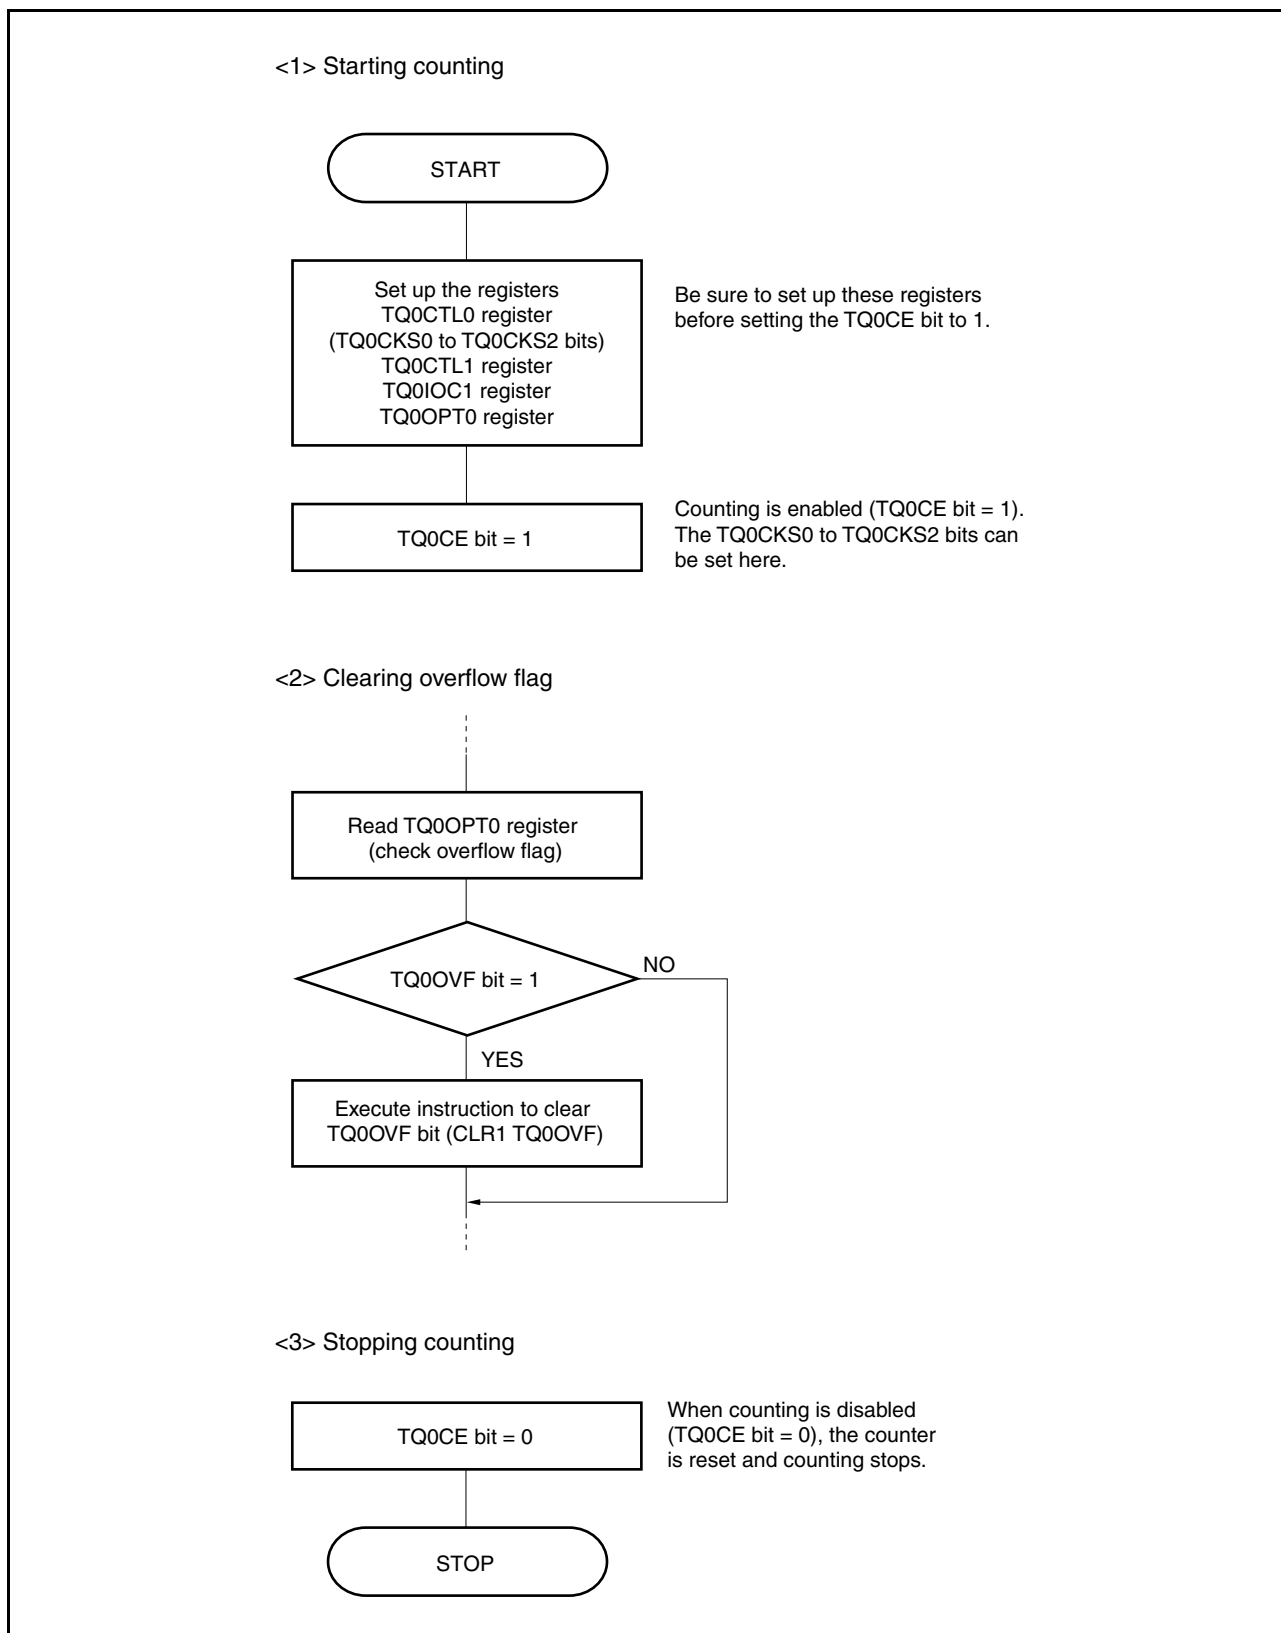 <1> Starting counting
START
Set up the registers
TQ0CTL0 register
(TQ0CKS0 to TQ0CKS2 bits)
TQ0CTL1 register
TQ0IOC1 register
TQ0OPT0 register
Be sure to set up these registers
before setting the TQ0CE bit to 1.
TQ0CE bit = 1
Counting is enabled (TQ0CE bit = 1).
The TQ0CKS0 to TQ0CKS2 bits can
be set here.
<2> Clearing overflow flag
Read TQ0OPT0 register
(check overflow flag)
TQ0OVF bit = 1
NO
YES
Execute instruction to clear
TQ0OVF bit (CLR1 TQ0OVF)
<3> Stopping counting
TQ0CE bit = 0
When counting is disabled
(TQ0CE bit = 0), the counter
is reset and counting stops.
STOP